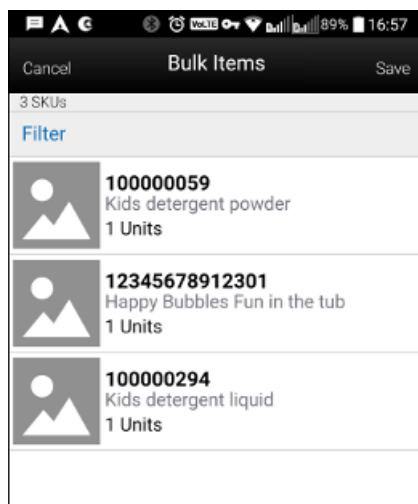 VoLTE 89% 16:57
Cancel Bulk Items Save
3 SKUs
Filter
100000059
Kids detergent powder
1 Units
12345678912301
Happy Bubbles Fun in the tub
1 Units
100000294
Kids detergent liquid
1 Units